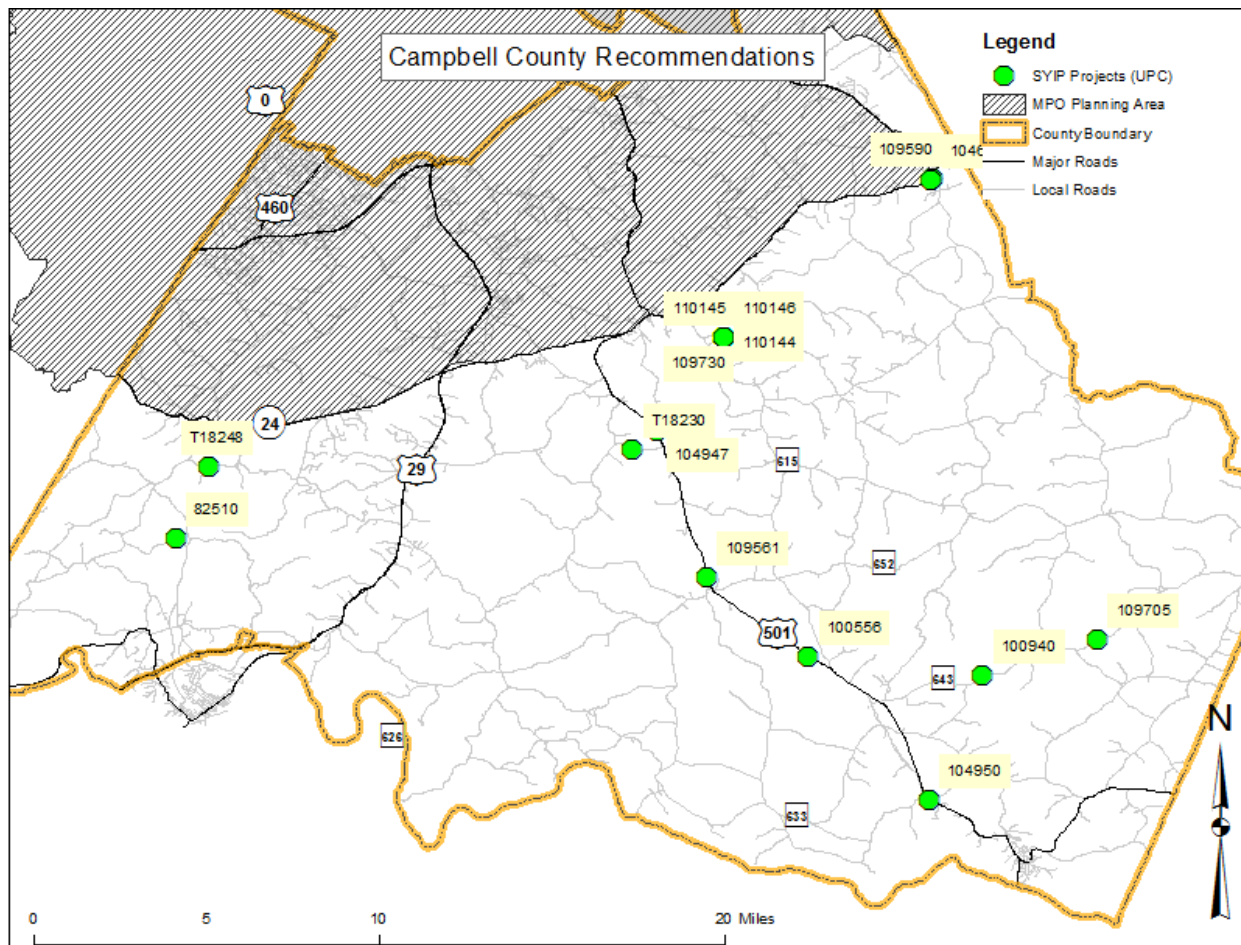 Campbell County Recommendations
Legend
SYIP Projects (UPC)
MPO Planning Area
County Boundary
Major Roads
Local Roads
0
109590
460
110145 110146
110144
109730
24
T18248
T18230
104947
29
615
82510
109561
652
109705
501
100556
100940
643
626
N
104950
633
0 5 10 20 Miles